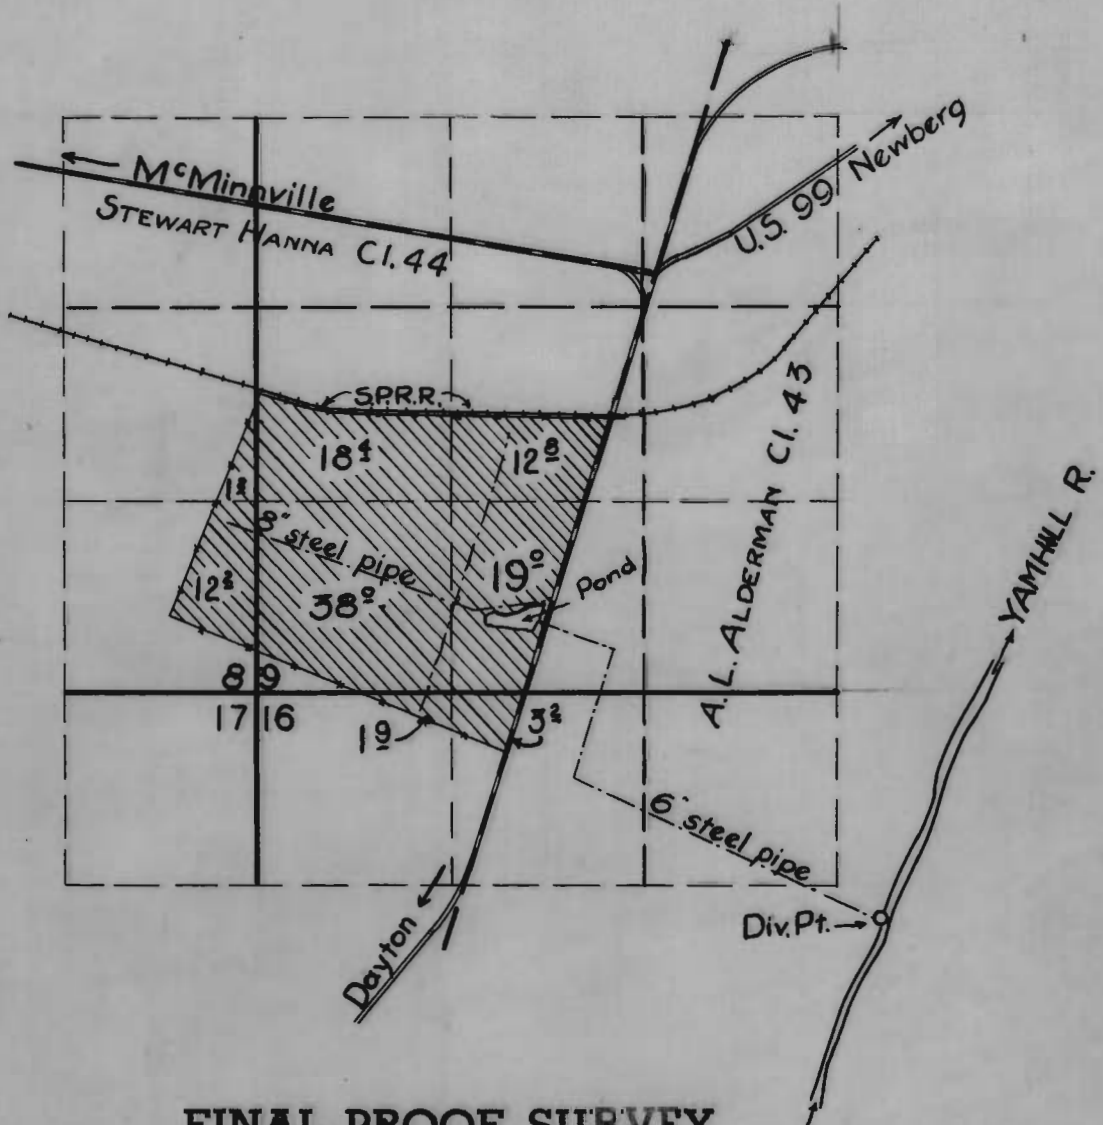 McMinnville
STEWART HANNA Cl. 44
U.S. 99 Newberg
S.P.R.R.
18 4
12 8
8" steel pipe
12 2
38 0
19 0
Pond
A. L. ALDERMAN Cl. 43
YAMHILL R.
8 9
17 16
1 9
3 2
6" steel pipe
Div. Pt.
Dayton
FINAL PROOF SURVEY